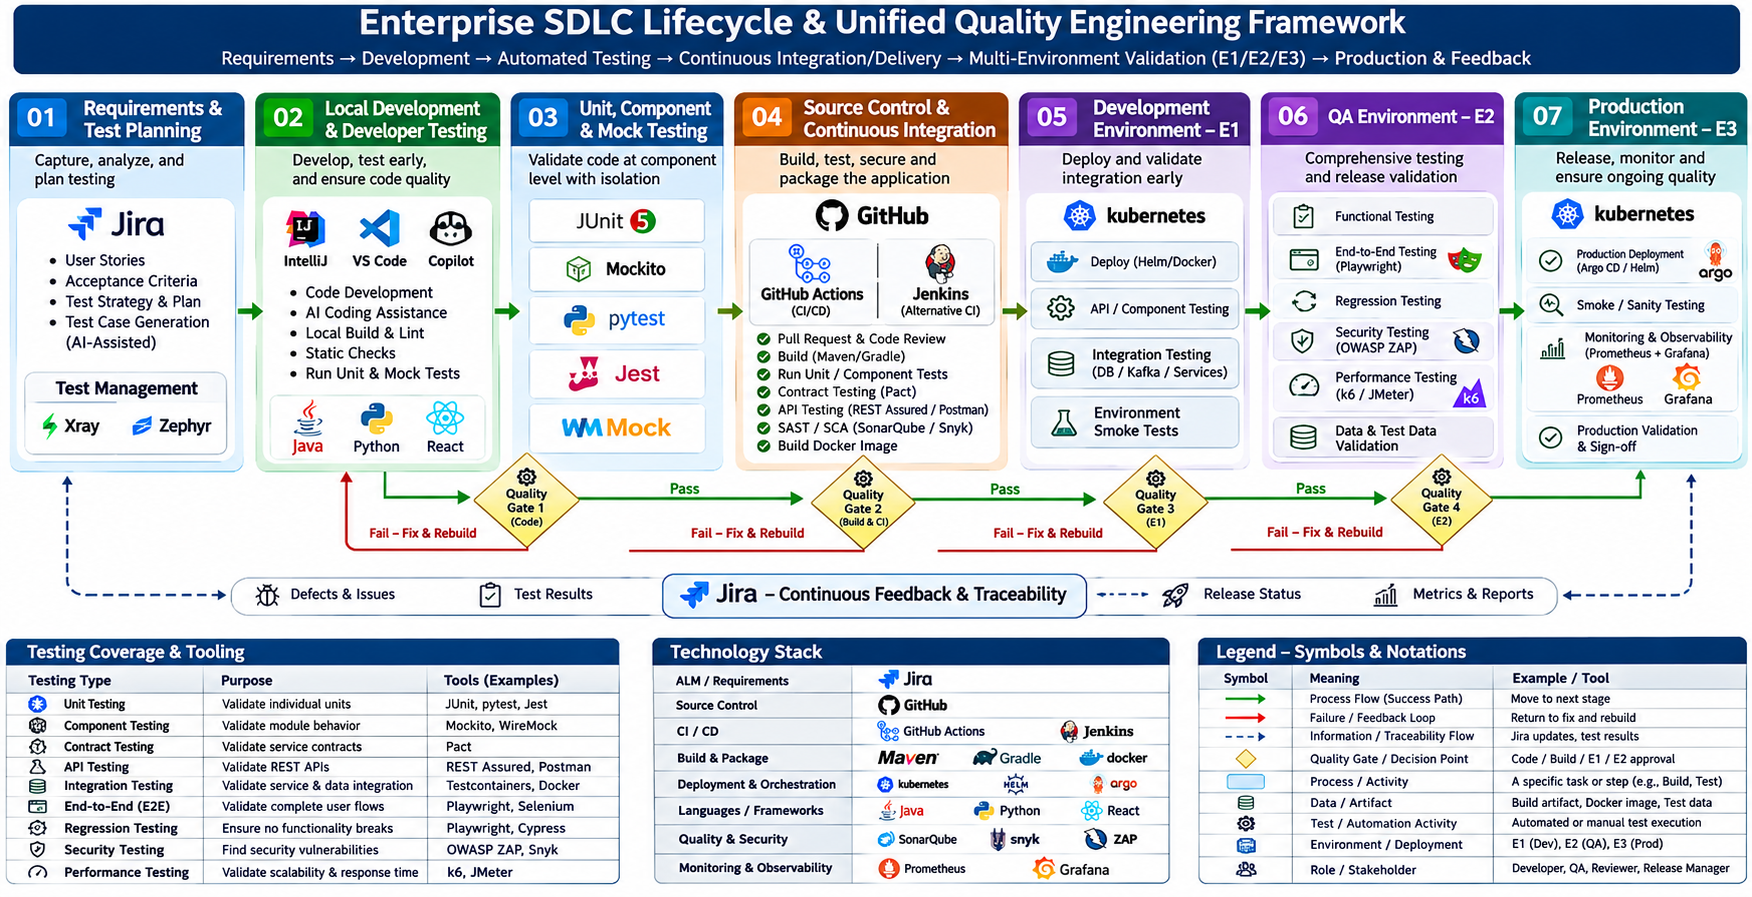 Enterprise SDLC Lifecycle & Unified Quality Engineering Framework
Requirements → Development → Automated Testing → Continuous Integration/Delivery → Multi-Environment Validation (E1/E2/E3) → Production & Feedback
01
Requirements &
Test Planning
Capture, analyze, and
plan testing
Jira
• User Stories
• Acceptance Criteria
• Test Strategy & Plan
• Test Case Generation
(AI-Assisted)
Test Management
Xray
Zephyr
02
Local Development
& Developer Testing
Develop, test early,
and ensure code quality
IJ
IntelliJ
VS Code
Copilot
• Code Development
• AI Coding Assistance
• Local Build & Lint
• Static Checks
• Run Unit & Mock Tests
Java
Python
React
03
Unit, Component
& Mock Testing
Validate code at component
level with isolation
JUnit 5
Mockito
pytest
Jest
WM Mock
04
Source Control &
Continuous Integration
Build, test, secure and
package the application
GitHub
GitHub Actions
(CI/CD)
Jenkins
(Alternative CI)
Pull Request & Code Review
Build (Maven/Gradle)
Run Unit / Component Tests
Contract Testing (Pact)
API Testing (REST Assured / Postman)
SAST / SCA (SonarQube / Snyk)
Build Docker Image
05
Development
Environment – E1
Deploy and validate
integration early
kubernetes
Deploy (Helm/Docker)
API / Component Testing
Integration Testing
(DB / Kafka / Services)
Environment
Smoke Tests
06
QA Environment – E2
Comprehensive testing
and release validation
Functional Testing
End-to-End Testing
(Playwright)
Regression Testing
Security Testing
(OWASP ZAP)
Performance Testing
(k6 / JMeter)
k6
Data & Test Data
Validation
07
Production
Environment – E3
Release, monitor and
ensure ongoing quality
kubernetes
Production Deployment
(Argo CD / Helm)
argo
Smoke / Sanity Testing
Monitoring & Observability
(Prometheus + Grafana)
Prometheus
Grafana
Production Validation
& Sign-off
Quality
Gate 1
(Code)
Pass
Quality
Gate 2
(Build & CI)
Pass
Quality
Gate 3
(E1)
Pass
Quality
Gate 4
(E2)
Fail – Fix & Rebuild
Fail – Fix & Rebuild
Fail – Fix & Rebuild
Fail – Fix & Rebuild
Defects & Issues
Test Results
Jira – Continuous Feedback & Traceability
Release Status
Metrics & Reports
Testing Coverage & Tooling
Testing Type Purpose Tools (Examples)
Unit Testing Validate individual units JUnit, pytest, Jest
Component Testing Validate module behavior Mockito, WireMock
Contract Testing Validate service contracts Pact
API Testing Validate REST APIs REST Assured, Postman
Integration Testing Validate service & data integration Testcontainers, Docker
End-to-End (E2E) Validate complete user flows Playwright, Selenium
Regression Testing Ensure no functionality breaks Playwright, Cypress
Security Testing Find security vulnerabilities OWASP ZAP, Snyk
Performance Testing Validate scalability & response time k6, JMeter
Technology Stack
ALM / Requirements Jira
Source Control GitHub
CI / CD GitHub Actions Jenkins
Build & Package Maven Gradle docker
Deployment & Orchestration kubernetes HELM argo
Languages / Frameworks Java Python React
Quality & Security SonarQube snyk ZAP
Monitoring & Observability Prometheus Grafana
Legend – Symbols & Notations
Symbol Meaning Example / Tool
Process Flow (Success Path) Move to next stage
Failure / Feedback Loop Return to fix and rebuild
Information / Traceability Flow Jira updates, test results
Quality Gate / Decision Point Code / Build / E1 / E2 approval
Process / Activity A specific task or step (e.g., Build, Test)
Data / Artifact Build artifact, Docker image, Test data
Test / Automation Activity Automated or manual test execution
Environment / Deployment E1 (Dev), E2 (QA), E3 (Prod)
Role / Stakeholder Developer, QA, Reviewer, Release Manager